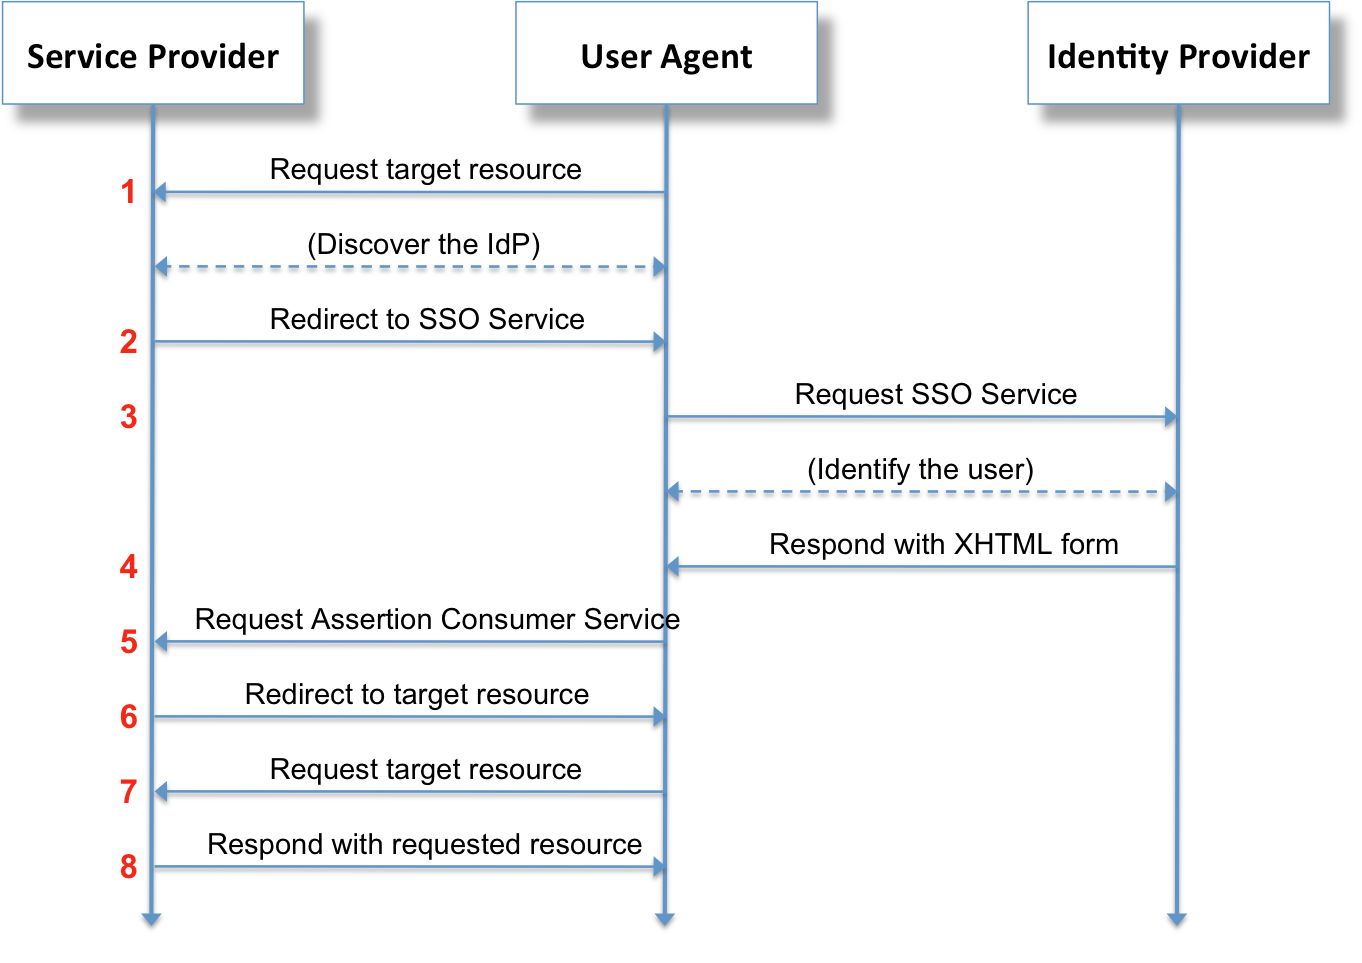 Service Provider
User Agent
Identity Provider
Request target resource
1
(Discover the IdP)
Redirect to SSO Service
2
Request SSO Service
3
(Identify the user)
Respond with XHTML form
4
Request Assertion Consumer Service
5
Redirect to target resource
6
Request target resource
7
Respond with requested resource
8